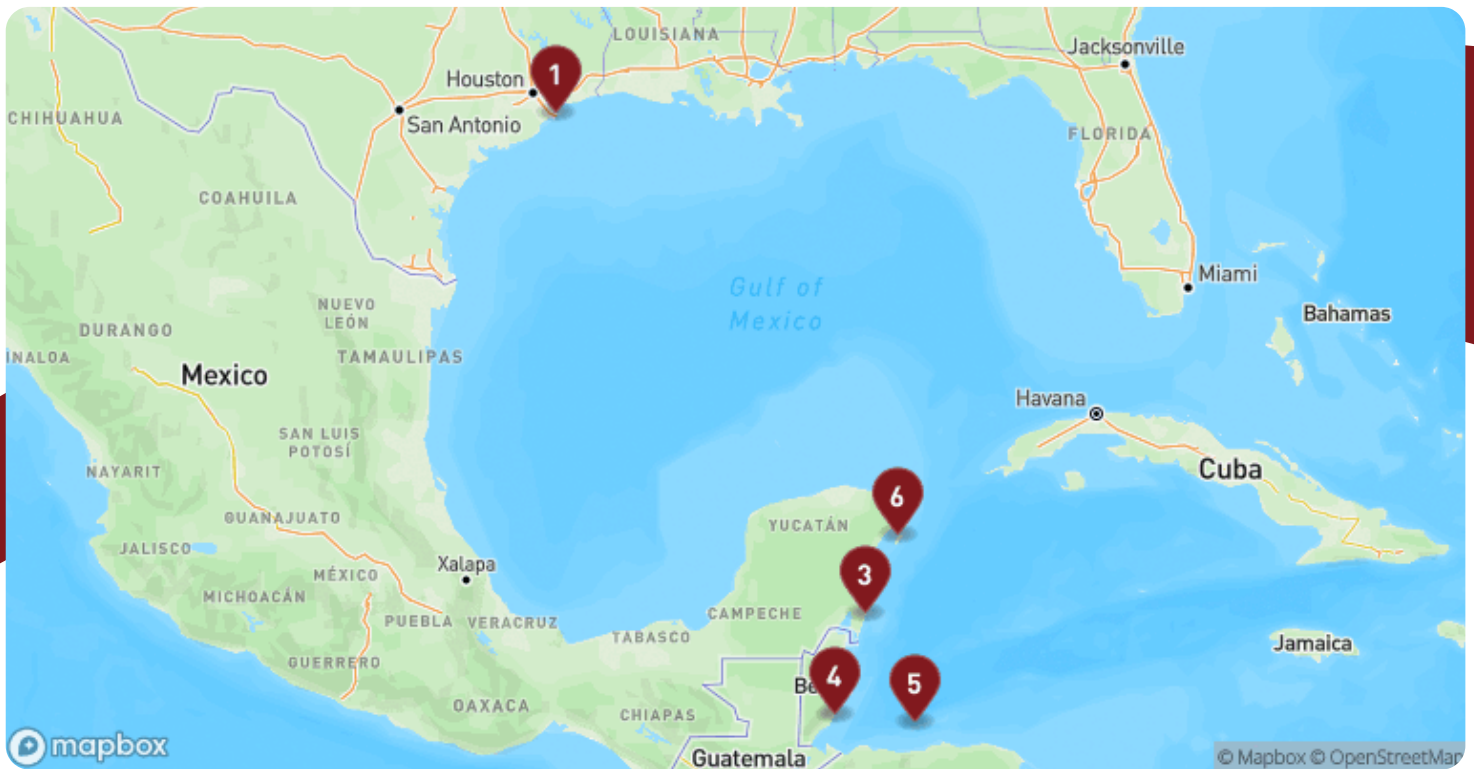 LOUISIANA
Jacksonville
Houston
1
San Antonio
CHIHUAHUA
FLORIDA
COAHUILA
Gulf of
Mexico
Miami
NUEVO
LEÓN
Bahamas
DURANGO
INALOA
TAMAULIPAS
Mexico
Havana
SAN LUIS
POTOSÍ
NAYARIT
Cuba
6
GUANAJUATO
YUCATÁN
JALISCO
Xalapa
MÉXICO
3
MICHOACÁN
PUEBLA
VERACRUZ
CAMPECHE
TABASCO
Jamaica
GUERRERO
Be
4
5
OAXACA
CHIAPAS
mapbox
Guatemala
© Mapbox © OpenStreetMap